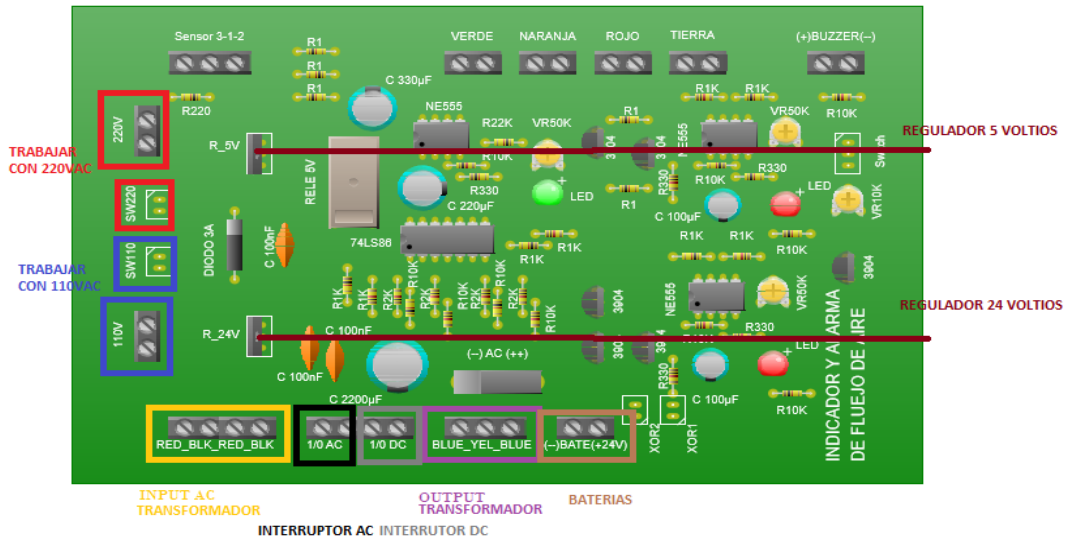 Sensor 3-1-2
R1
R1
R1
VERDE
NARANJA
ROJO
TIERRA
(+)BUZZER(--)
C 330µF
R220
220V
R_5V
RELE 5V
NE555
R22K
R10K
R330
VR50K
R1
3904
3904
R1
NE555
R1K
R1K
VR50K
R10K
R10K
R330
R330
Switch
REGULADOR 5 VOLTIOS
TRABAJAR
CON 220VAC
SW220
C 220µF
LED
LED
VR10K
C 100µF
R1K
R1K
R10K
74LS86
R1K
R1K
DIODO 3A
C 100nF
SW110
TRABAJAR
CON 110VAC
R1K
R1K
R2K
R10K
R2K
R10K
R10K
R2K
R10K
3904
NE555
VR50K
3904
REGULADOR 24 VOLTIOS
110V
R_24V
C 100nF
C 100nF
(--) AC (++)
R330
LED
R330
C 100µF
R10K
C 2200µF
XOR2
XOR1
INDICADOR Y ALARMA
DE FLUEJO DE AIRE
RED_BLK_RED_BLK
1/0 AC
1/0 DC
BLUE_YEL_BLUE
(--)BATE(+24V)
INPUT AC
TRANSFORMADOR
OUTPUT
TRANSFORMADOR
BATERIAS
INTERRUPTOR AC
INTERRUTOR DC